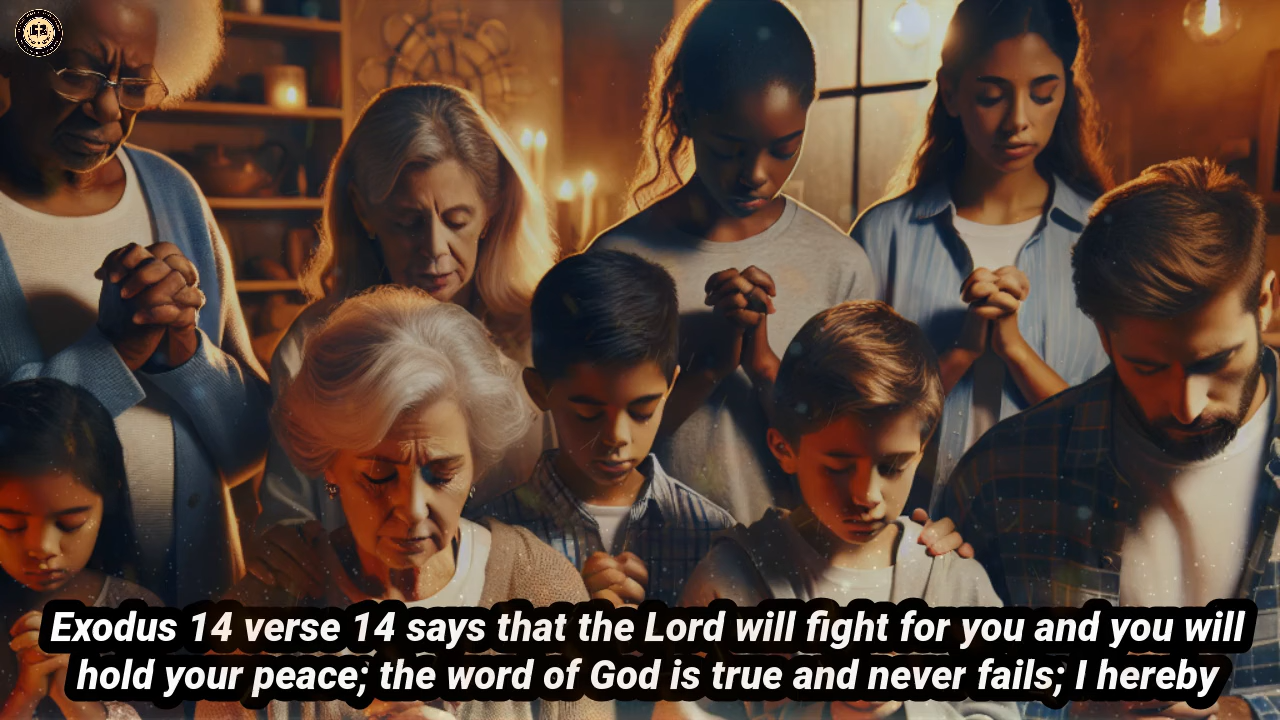 Exodus 14 verse 14 says that the Lord will fight for you and you will
hold your peace; the word of God is true and never fails; I hereby